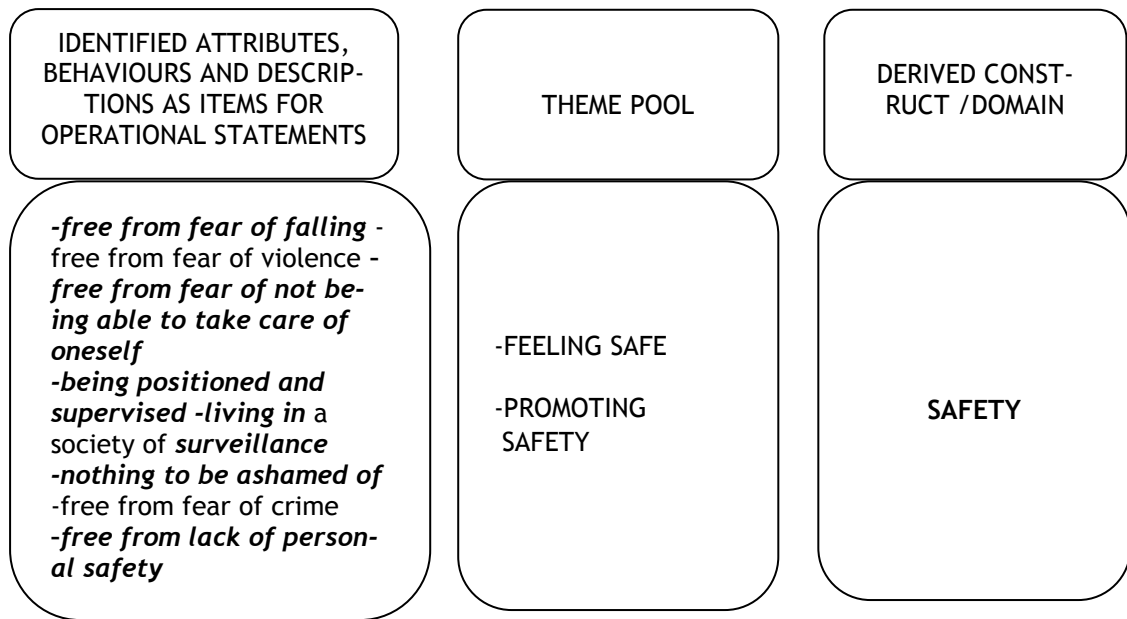 IDENTIFIED ATTRIBUTES,
BEHAVIOURS AND DESCRIP-
TIONS AS ITEMS FOR
OPERATIONAL STATEMENTS
THEME POOL
DERIVED CONST-
RUCT /DOMAIN
-free from fear of falling -
free from fear of violence -
free from fear of not be-
ing able to take care of
oneself
-being positioned and
supervised -living in a
society of surveillance
-nothing to be ashamed of
-free from fear of crime
-free from lack of person-
al safety
-FEELING SAFE
-PROMOTING
SAFETY
SAFETY